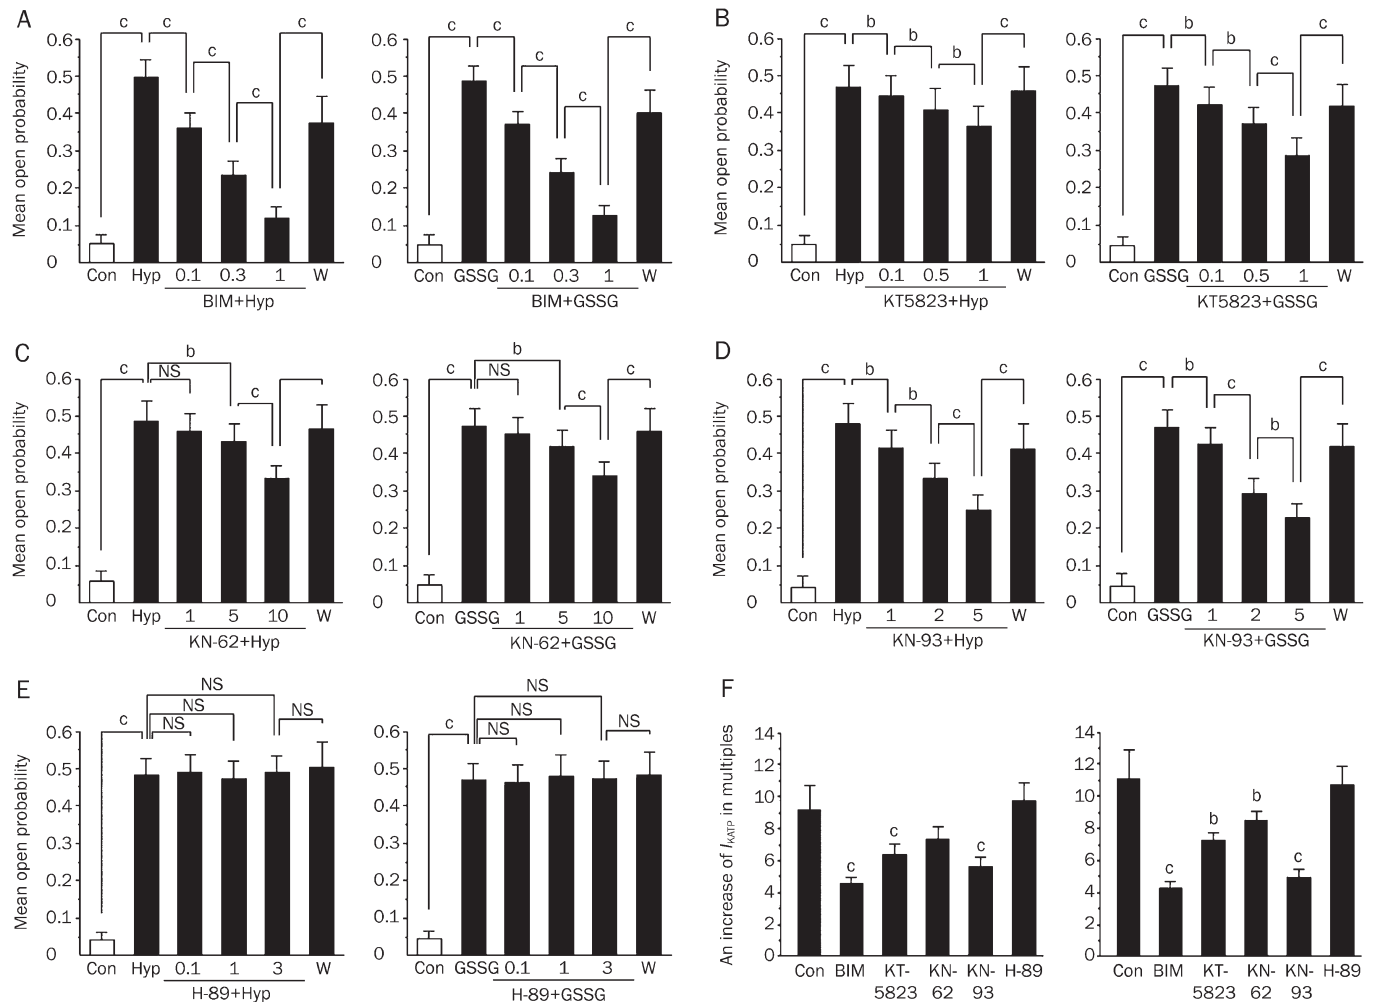 A
c c c c c
0.6
0.5
0.4
0.3
0.2
0.1
0
Mean open probability
Con Hyp 0.1 0.3 1 W
BIM+Hyp
c c c c c
0.6
0.5
0.4
0.3
0.2
0.1
0
Con GSSG 0.1 0.3 1 W
BIM+GSSG
B
c b b b c
0.6
0.5
0.4
0.3
0.2
0.1
0
Mean open probability
Con Hyp 0.1 0.5 1 W
KT5823+Hyp
c b b c c
0.6
0.5
0.4
0.3
0.2
0.1
0
Con GSSG 0.1 0.5 1 W
KT5823+GSSG
C
b
c NS c c
0.6
0.5
0.4
0.3
0.2
0.1
0
Mean open probability
Con Hyp 1 5 10 W
KN-62+Hyp
b
c NS c c
0.6
0.5
0.4
0.3
0.2
0.1
0
Con GSSG 1 5 10 W
KN-62+GSSG
D
c b b c c
0.6
0.5
0.4
0.3
0.2
0.1
0
Mean open probability
Con Hyp 1 2 5 W
KN-93+Hyp
c b c b c
0.6
0.5
0.4
0.3
0.2
0.1
0
Con GSSG 1 2 5 W
KN-93+GSSG
E
NS
NS
c NS NS
0.6
0.5
0.4
0.3
0.2
0.1
0
Mean open probability
Con Hyp 0.1 1 3 W
H-89+Hyp
NS
NS
c NS NS
0.6
0.5
0.4
0.3
0.2
0.1
0
Con GSSG 0.1 1 3 W
H-89+GSSG
F
14
12
10
8
6
4
2
0
An increase of IKATP in multiples
c c c
Con BIM KT- KN- KN- H-89
5823 62 93
14
12
10
8
6
4
2
0
c b b c
Con BIM KT- KN- KN- H-89
5823 62 93